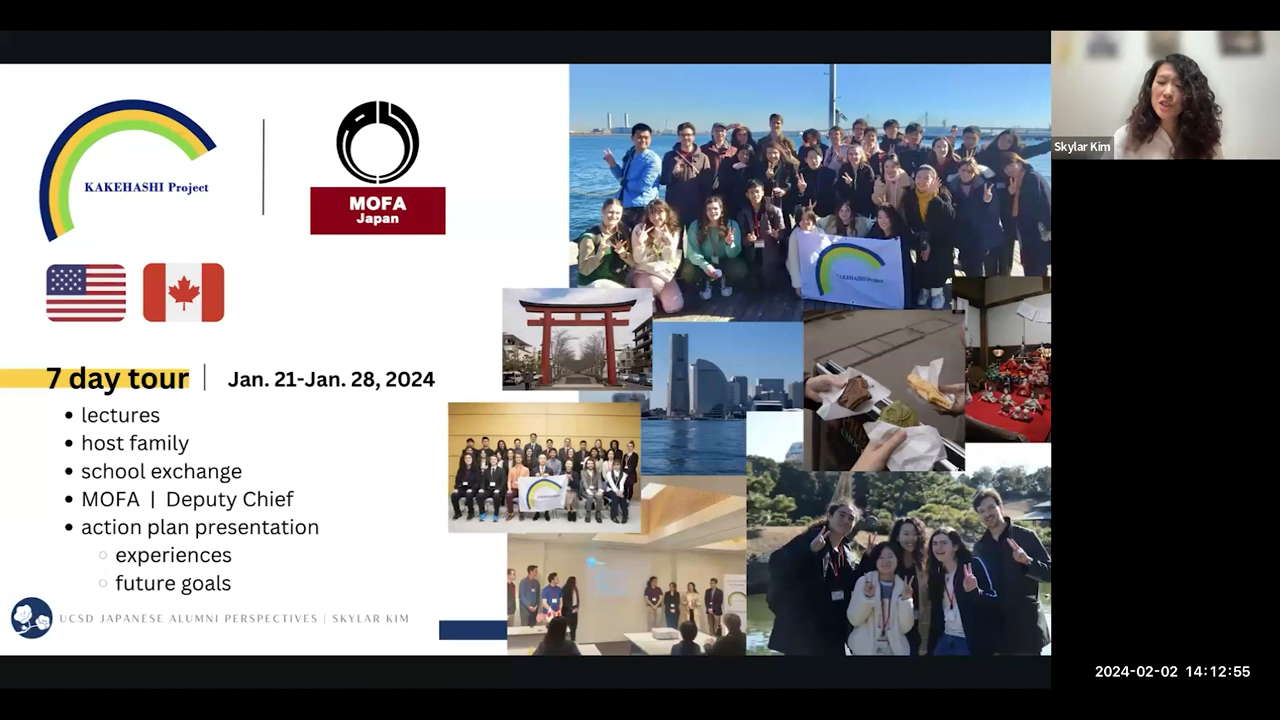 KAKEHASHI Project
MOFA
Japan
7 day tour | Jan. 21-Jan. 28, 2024
• lectures
• host family
• school exchange
• MOFA | Deputy Chief
• action plan presentation
○ experiences
○ future goals
UCSD JAPANESE ALUMNI PERSPECTIVES | SKYLAR KIM
KAKEHASHI Project
KAKEHASHI
Skylar Kim
2024-02-02 14:12:55